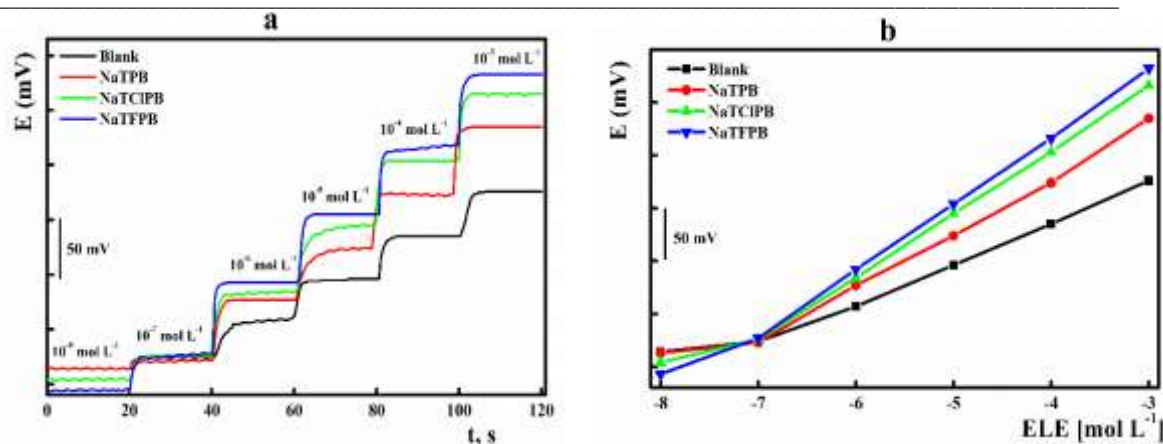 a
E (mV)
Blank
NaTPB
NaTClPB
NaTFPB
50 mV
10⁻⁸ mol L⁻¹
10⁻⁷ mol L⁻¹
10⁻⁶ mol L⁻¹
10⁻⁵ mol L⁻¹
10⁻⁴ mol L⁻¹
10⁻³ mol L⁻¹
0 20 40 60 80 100 120
t, s
b
E (mV)
Blank
NaTPB
NaTClPB
NaTFPB
50 mV
-8 -7 -6 -5 -4 -3
ELE [mol L⁻¹]